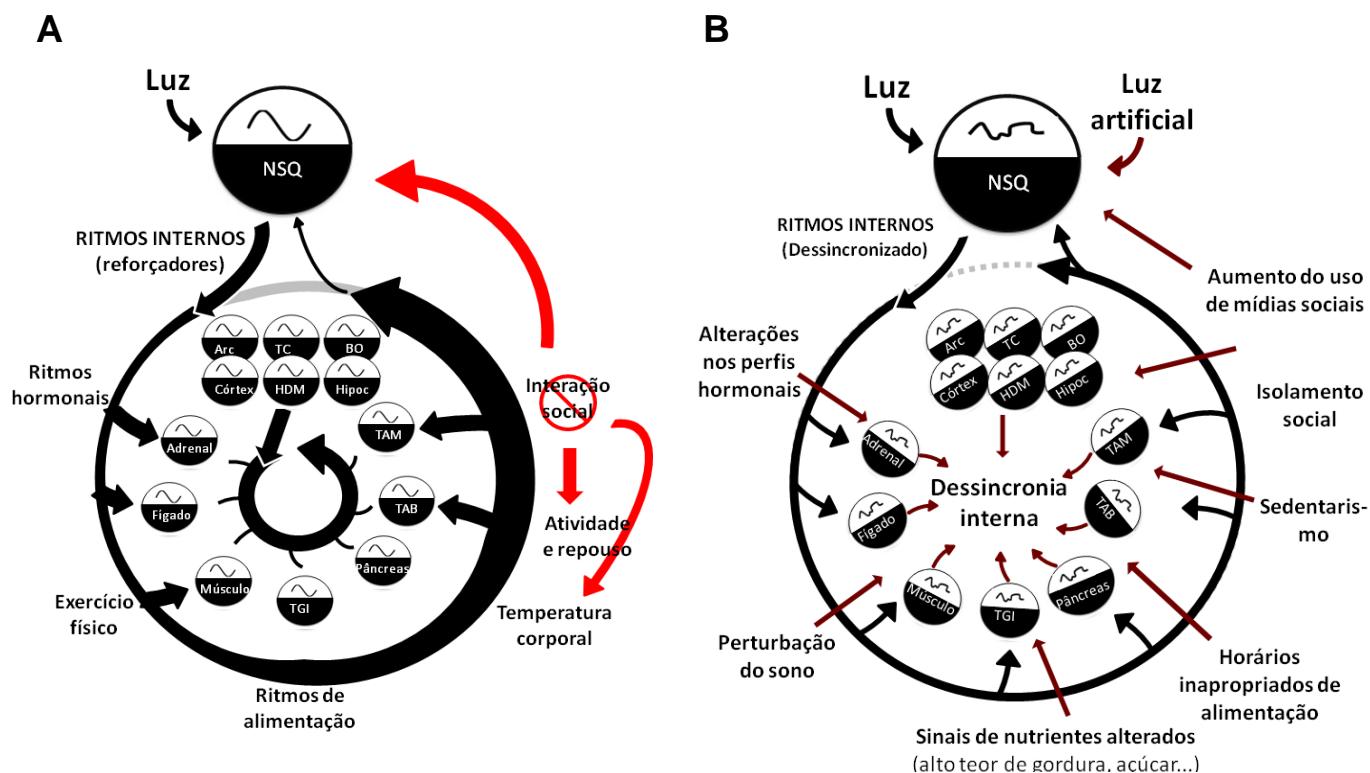 A
Luz
NSQ
RITMOS INTERNOS
(reforçadores)
Arc
TC
BO
Córtex
HDM
Hipoc
Ritmos
hormonais
Adrenal
TAM
Fígado
TAB
Músculo
TGI
Pâncreas
Interação
social
Atividade
e repouso
Temperatura
corporal
Exercício
físico
Ritmos de
alimentação
B
Luz
Luz
artificial
NSQ
RITMOS INTERNOS
(Dessincronizado)
Aumento do uso
de mídias sociais
Alterações
nos perfis
hormonais
Arc
TC
BO
Córtex
HDM
Hipoc
Isolamento
social
Adrenal
TAM
Dessincronia
interna
Fígado
TAB
Sedentaris-
mo
Músculo
TGI
Pâncreas
Perturbação
do sono
Horários
inapropriados de
alimentação
Sinais de nutrientes alterados
(alto teor de gordura, açúcar...)